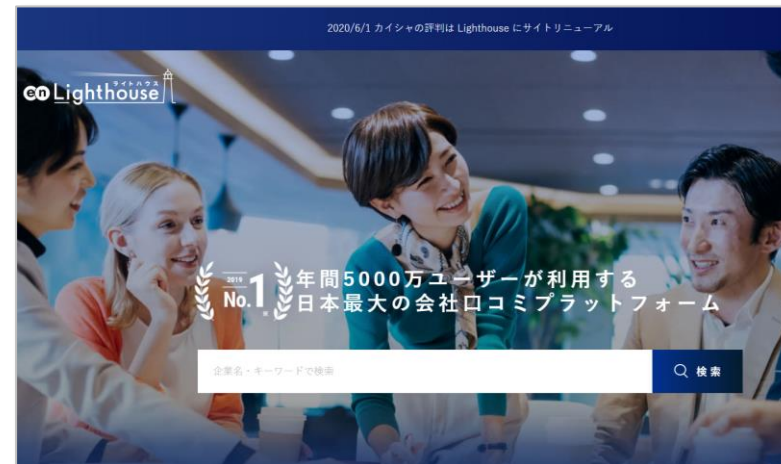 2020/6/1 カイシャの評判は Lighthouse にサイトリニューアル
ライトハウス
en Lighthouse
2019
No.1
※
年間5000万ユーザーが利用する
日本最大の会社口コミプラットフォーム
企業名・キーワードで検索
検索